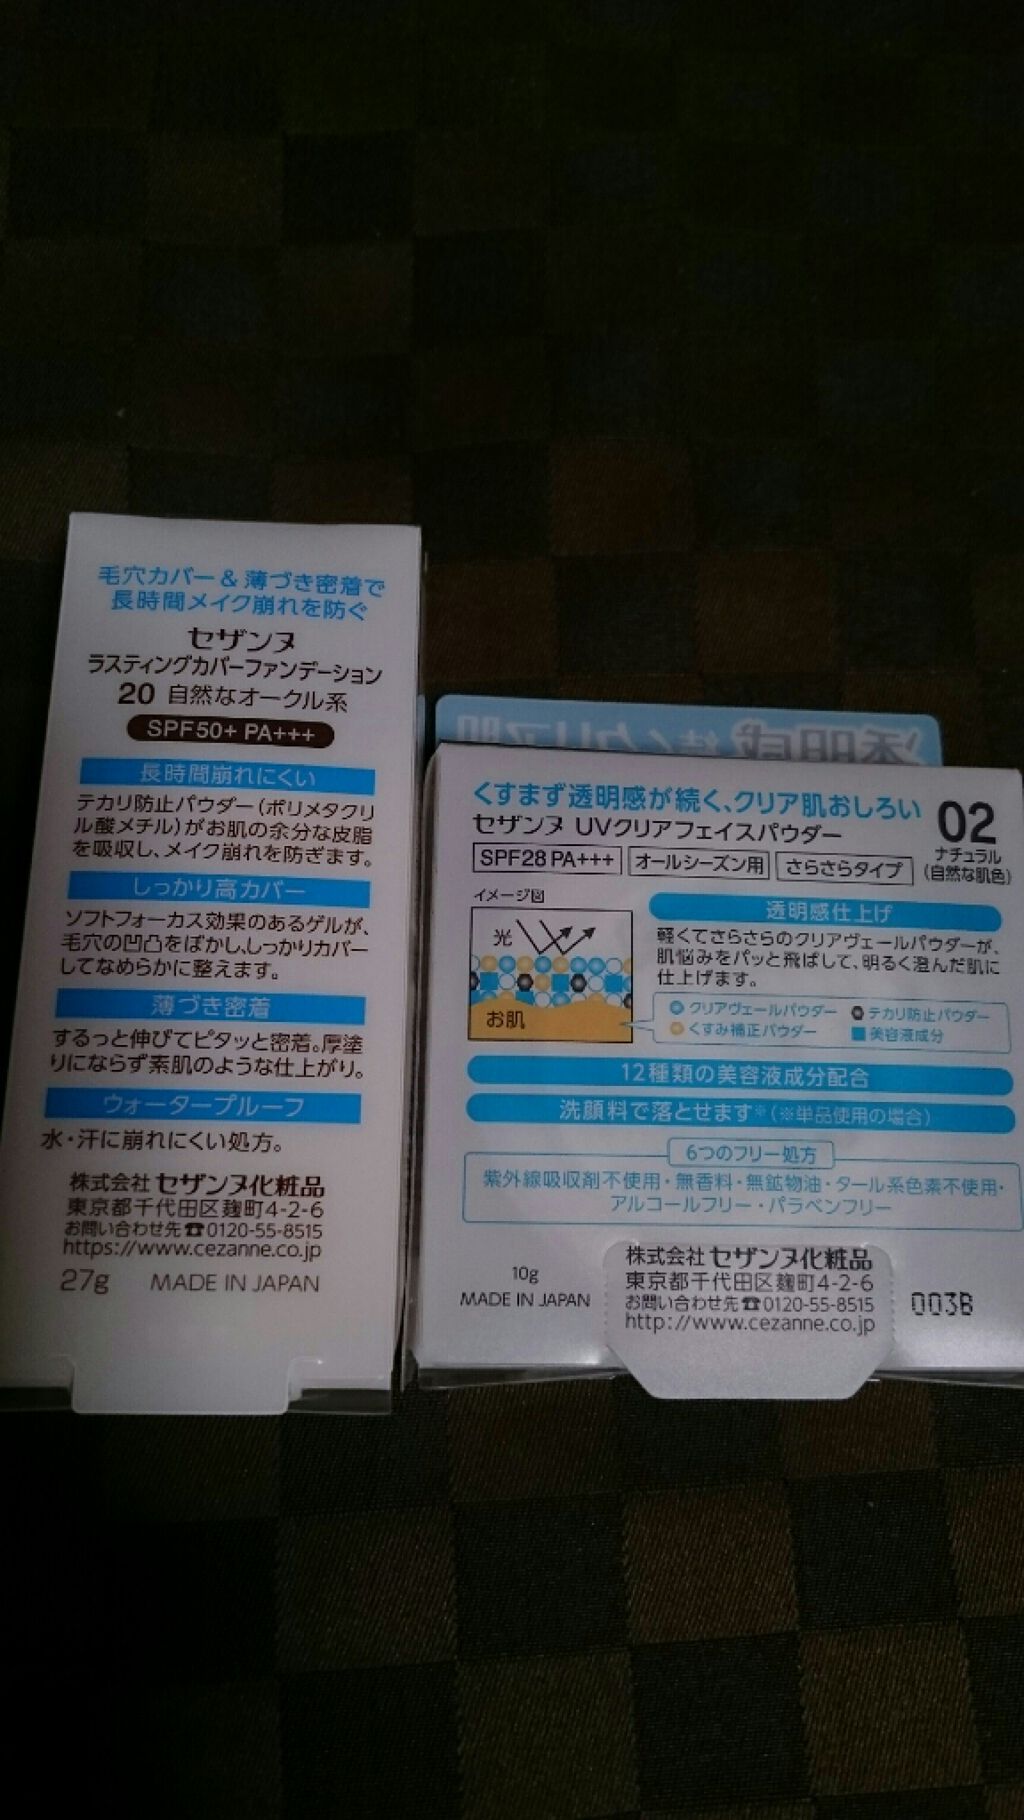 毛穴カバー&薄づき密着で
長時間メイク崩れを防ぐ
セザンヌ
ラスティングカバーファンデーション
20 自然なオークル系
SPF50+ PA+++
長時間崩れにくい
テカリ防止パウダー(ポリメタクリ
ル酸メチル)がお肌の余分な皮脂
を吸収し、メイク崩れを防ぎます。
しっかり高カバー
ソフトフォーカス効果のあるゲルが、
毛穴の凹凸をぼかし、しっかりカバー
してなめらかに整えます。
薄づき密着
するっと伸びてピタッと密着。厚塗
りにならず素肌のような仕上がり。
ウォータープルーフ
水・汗に崩れにくい処方。
株式会社 セザンヌ化粧品
東京都千代田区麹町4-2-6
お問い合わせ先☎0120-55-8515
https://www.cezanne.co.jp
27g MADE IN JAPAN
透明感続くクリア肌
くすまず透明感が続く、クリア肌おしろい
セザンヌ UVクリアフェイスパウダー
02
ナチュラル
(自然な肌色)
SPF28 PA+++ オールシーズン用 さらさらタイプ
イメージ図
光
お肌
透明感仕上げ
軽くてさらさらのクリアヴェールパウダーが、
肌悩みをパッと飛ばして、明るく澄んだ肌に
仕上げます。
クリアヴェールパウダー テカリ防止パウダー
くすみ補正パウダー 美容液成分
12種類の美容液成分配合
洗顔料で落とせます※(※単品使用の場合)
6つのフリー処方
紫外線吸収剤不使用・無香料・無鉱物油・タール系色素不使用・
アルコールフリー・パラベンフリー
10g
MADE IN JAPAN
株式会社 セザンヌ化粧品
東京都千代田区麹町4-2-6
お問い合わせ先☎0120-55-8515
http://www.cezanne.co.jp
003B